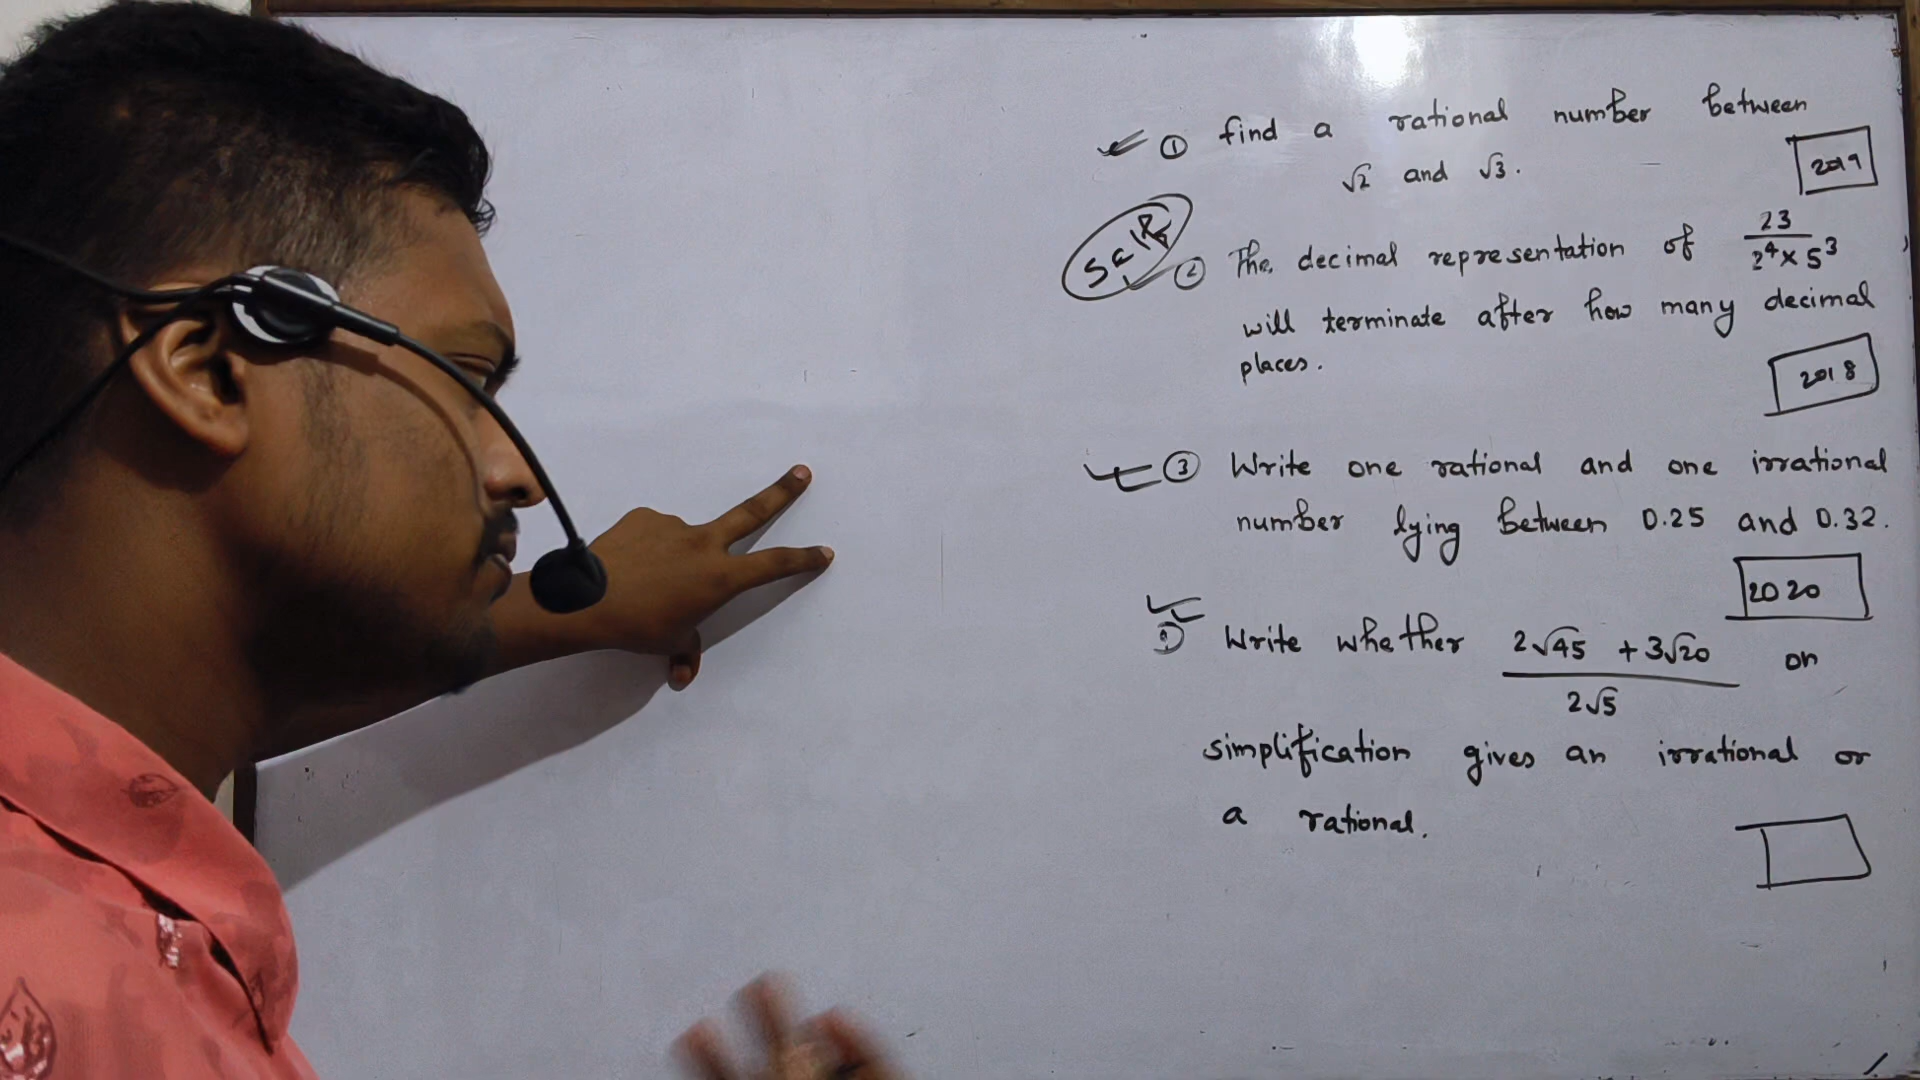 ① find a rational number between
√2 and √3.
2019
② The decimal representation of 23/2⁴×5³
will terminate after how many decimal
places.
2018
③ Write one rational and one irrational
number lying between 0.25 and 0.32.
2020
Write whether (2√45 + 3√20)/2√5 on
simplification gives an irrational or
a rational.